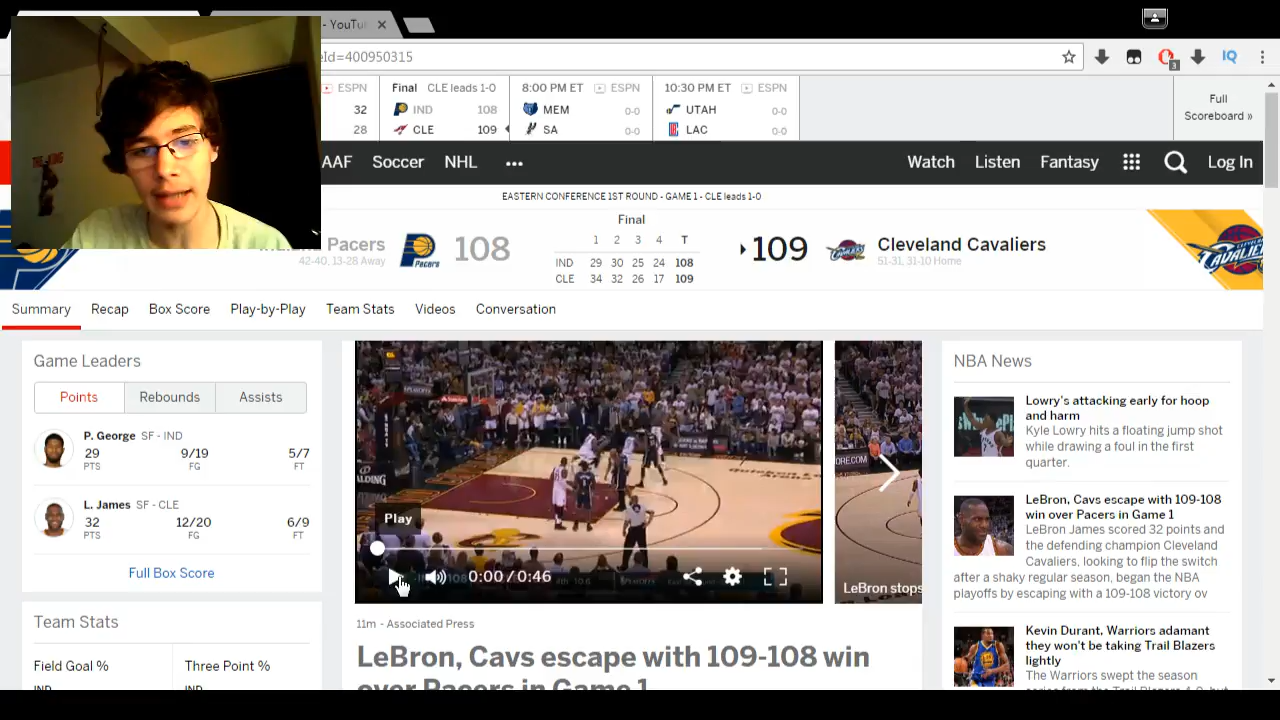 - YouTu
eId=400950315
3
IQ
ESPN
32
28
Final CLE leads 1-0
IND 108
CLE 109
8:00 PM ET ESPN
MEM 0-0
SA 0-0
10:30 PM ET ESPN
UTAH 0-0
LAC 0-0
Full
Scoreboard »
AAF Soccer NHL ... Watch Listen Fantasy Log In
EASTERN CONFERENCE 1ST ROUND - GAME 1 - CLE leads 1-0
Indiana Pacers
42-40, 13-28 Away
Pacers
108
Final
1 2 3 4 T
IND 29 30 25 24 108
CLE 34 32 26 17 109
109
Cleveland Cavaliers
51-31, 31-10 Home
CAVALIERS
Summary Recap Box Score Play-by-Play Team Stats Videos Conversation
Game Leaders
Points Rebounds Assists
P. George SF - IND
29 9/19 5/7
PTS FG FT
L. James SF - CLE
32 12/20 6/9
PTS FG FT
Full Box Score
Team Stats
Field Goal % Three Point %
IND IND
Play
0:00 / 0:46
LeBron stops
11m - Associated Press
LeBron, Cavs escape with 109-108 win
over Pacers in Game 1
NBA News
Lowry's attacking early for hoop
and harm
Kyle Lowry hits a floating jump shot
while drawing a foul in the first
quarter.
LeBron, Cavs escape with 109-108
win over Pacers in Game 1
LeBron James scored 32 points and
the defending champion Cleveland
Cavaliers, looking to flip the switch
after a shaky regular season, began the NBA
playoffs by escaping with a 109-108 victory ov
Kevin Durant, Warriors adamant
they won't be taking Trail Blazers
lightly
The Warriors swept the season